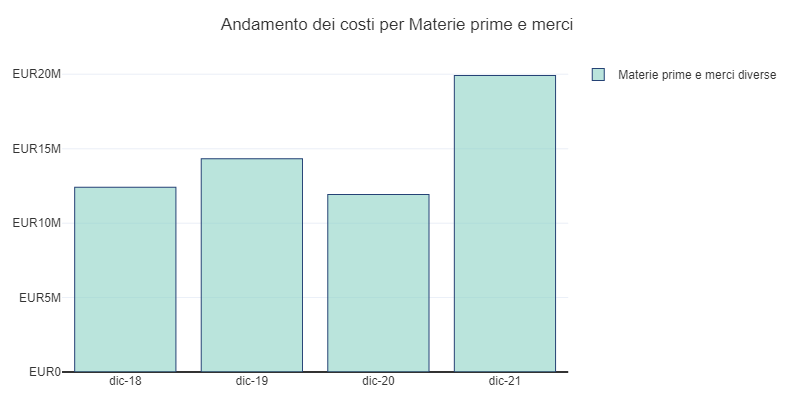 Andamento dei costi per Materie prime e merci
EUR20M
Materie prime e merci diverse
EUR15M
EUR10M
EUR5M
EUR0
dic-18 dic-19 dic-20 dic-21